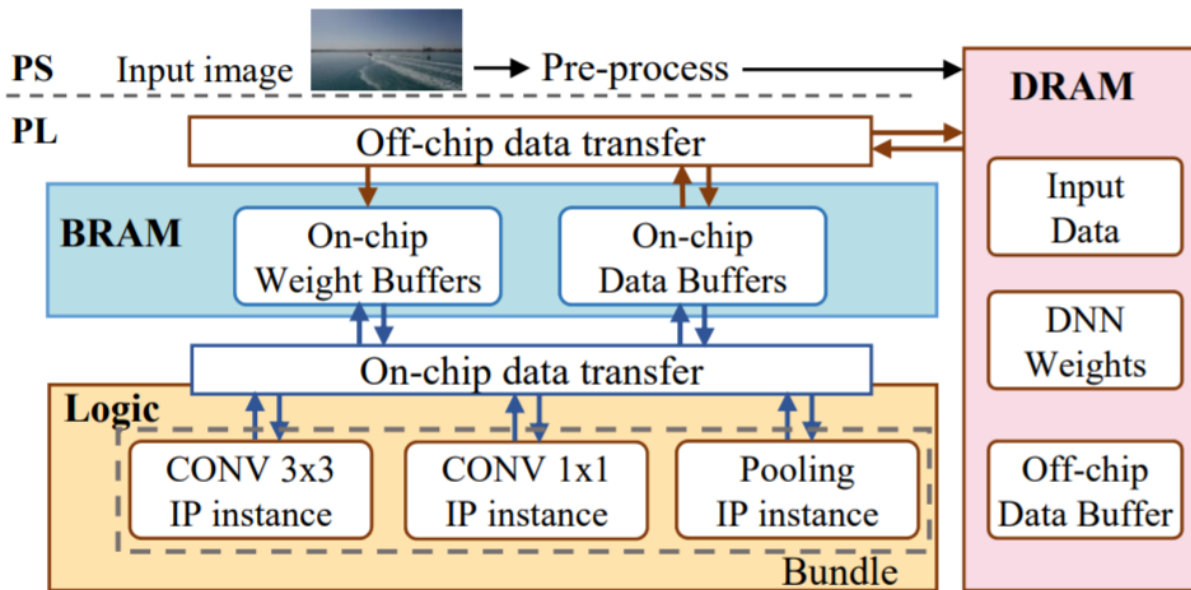 PS
Input image
Pre-process
DRAM
PL
Off-chip data transfer
Input
Data
BRAM
On-chip
Weight Buffers
On-chip
Data Buffers
DNN
Weights
On-chip data transfer
Logic
CONV 3x3
IP instance
CONV 1x1
IP instance
Pooling
IP instance
Off-chip
Data Buffer
Bundle